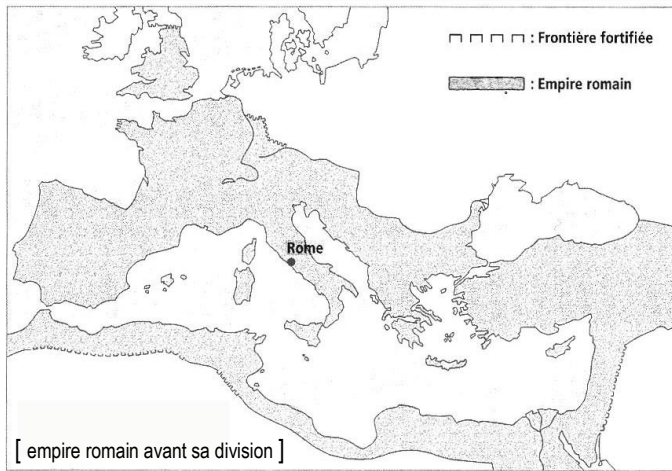 : Frontière fortifiée
: Empire romain
Rome
[ empire romain avant sa division ]